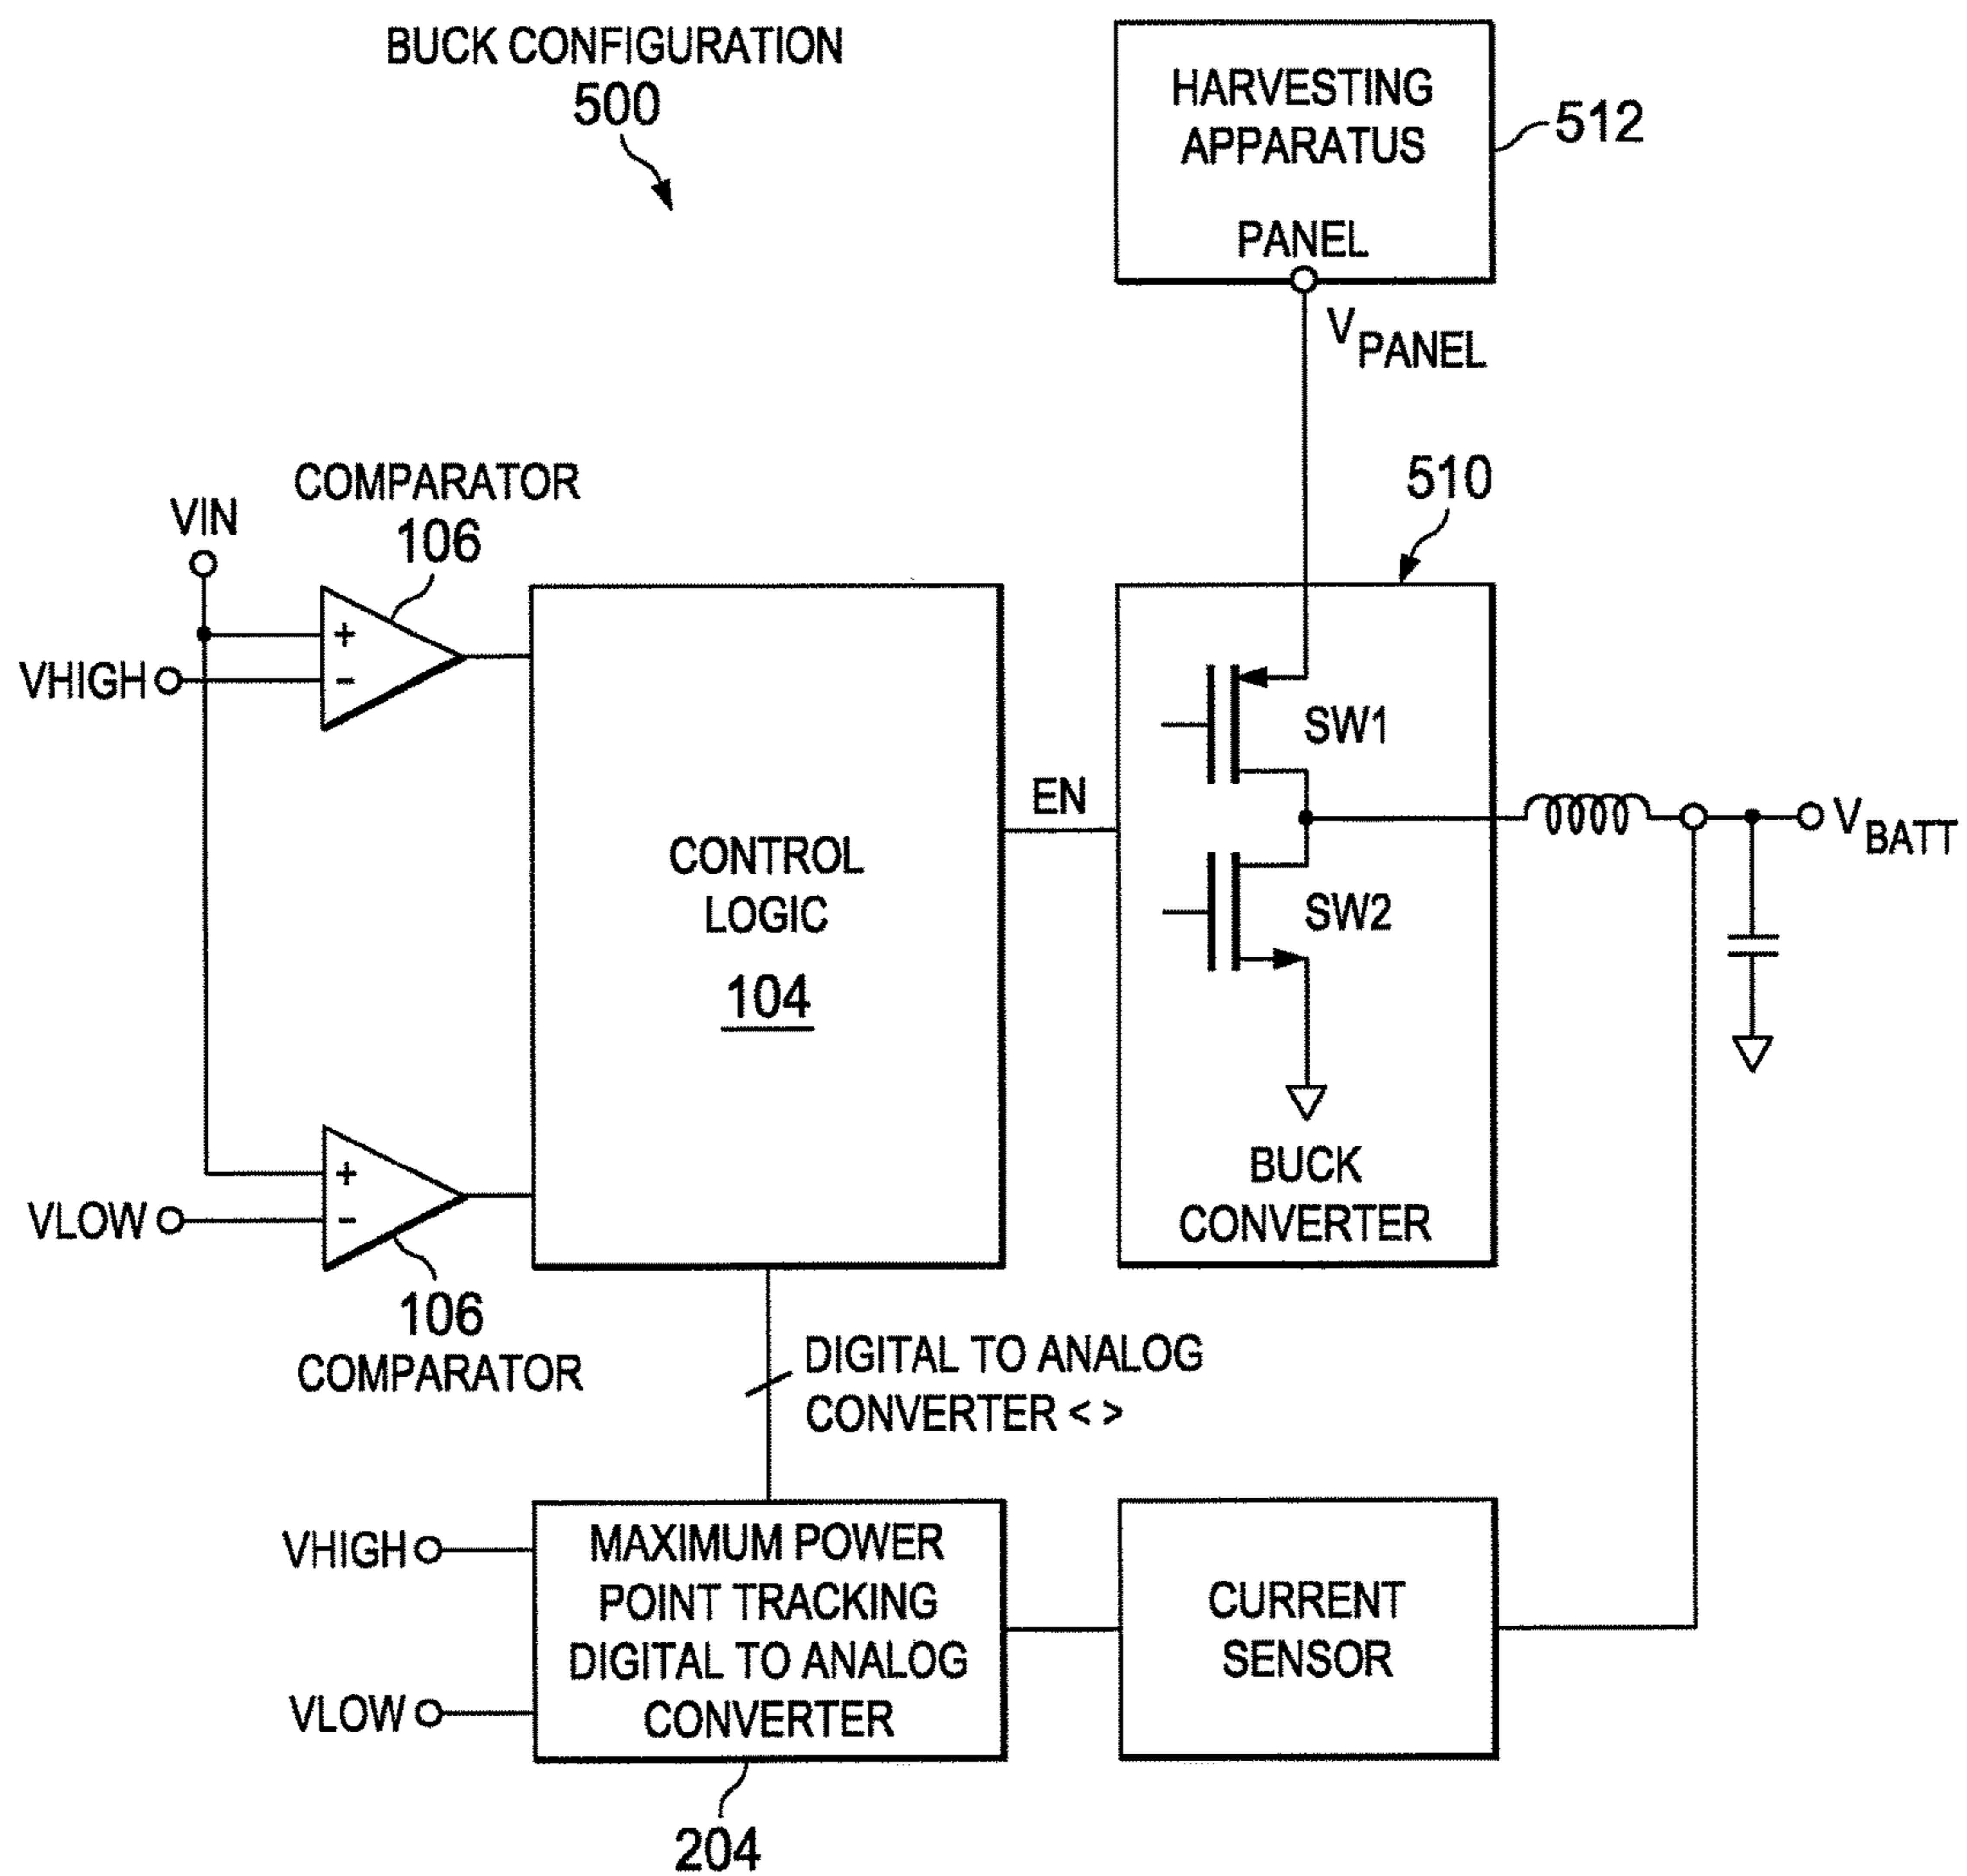 BUCK CONFIGURATION
500
HARVESTING
APPARATUS
PANEL
512
V PANEL
COMPARATOR
106
VIN
+
-
VHIGH
510
SW1
EN
CONTROL
LOGIC
104
V BATT
SW2
BUCK
CONVERTER
+
-
VLOW
106
COMPARATOR
DIGITAL TO ANALOG
CONVERTER < >
VHIGH
VLOW
MAXIMUM POWER
POINT TRACKING
DIGITAL TO ANALOG
CONVERTER
204
CURRENT
SENSOR